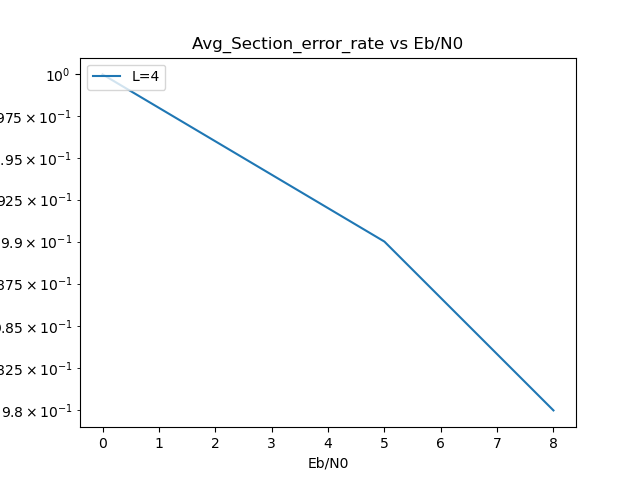 Avg_Section_error_rate vs Eb/N0
L=4
10⁰
975 × 10⁻¹
.95 × 10⁻¹
925 × 10⁻¹
9.9 × 10⁻¹
875 × 10⁻¹
.85 × 10⁻¹
825 × 10⁻¹
9.8 × 10⁻¹
0 1 2 3 4 5 6 7 8
Eb/N0